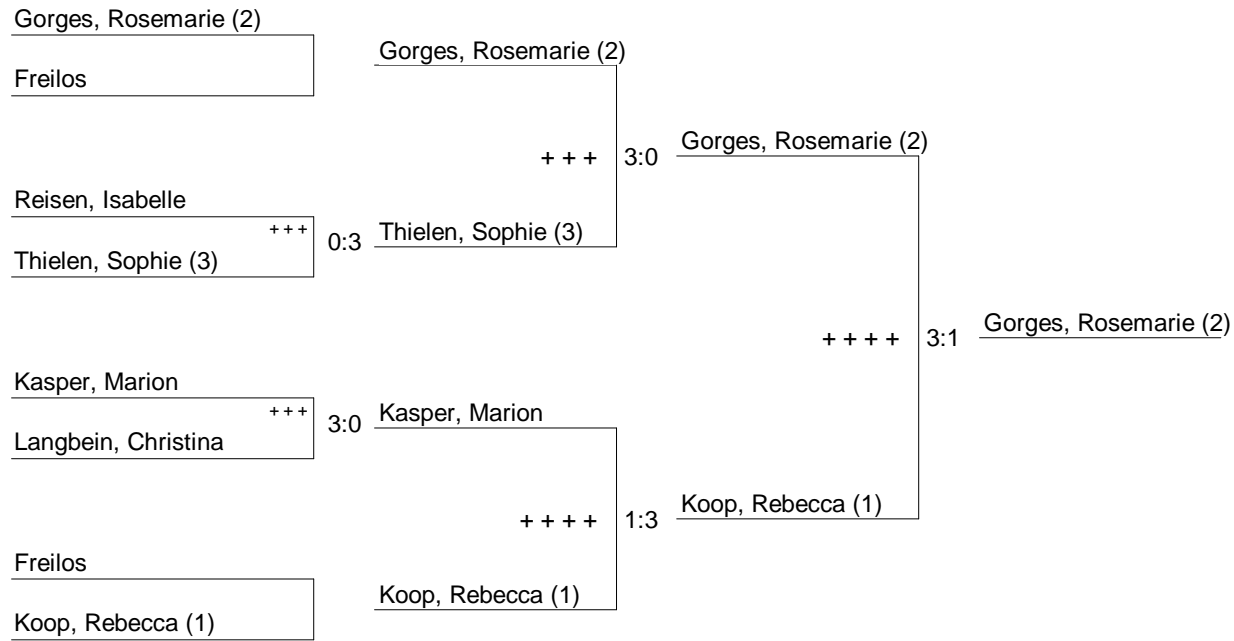 Gorges, Rosemarie (2)
Freilos
Reisen, Isabelle
+ + +
0:3
Thielen, Sophie (3)
Kasper, Marion
+ + +
3:0
Langbein, Christina
Freilos
Koop, Rebecca (1)
Gorges, Rosemarie (2)
+ + +
3:0
Thielen, Sophie (3)
Kasper, Marion
+ + + +
1:3
Koop, Rebecca (1)
Gorges, Rosemarie (2)
+ + + +
3:1
Koop, Rebecca (1)
Gorges, Rosemarie (2)